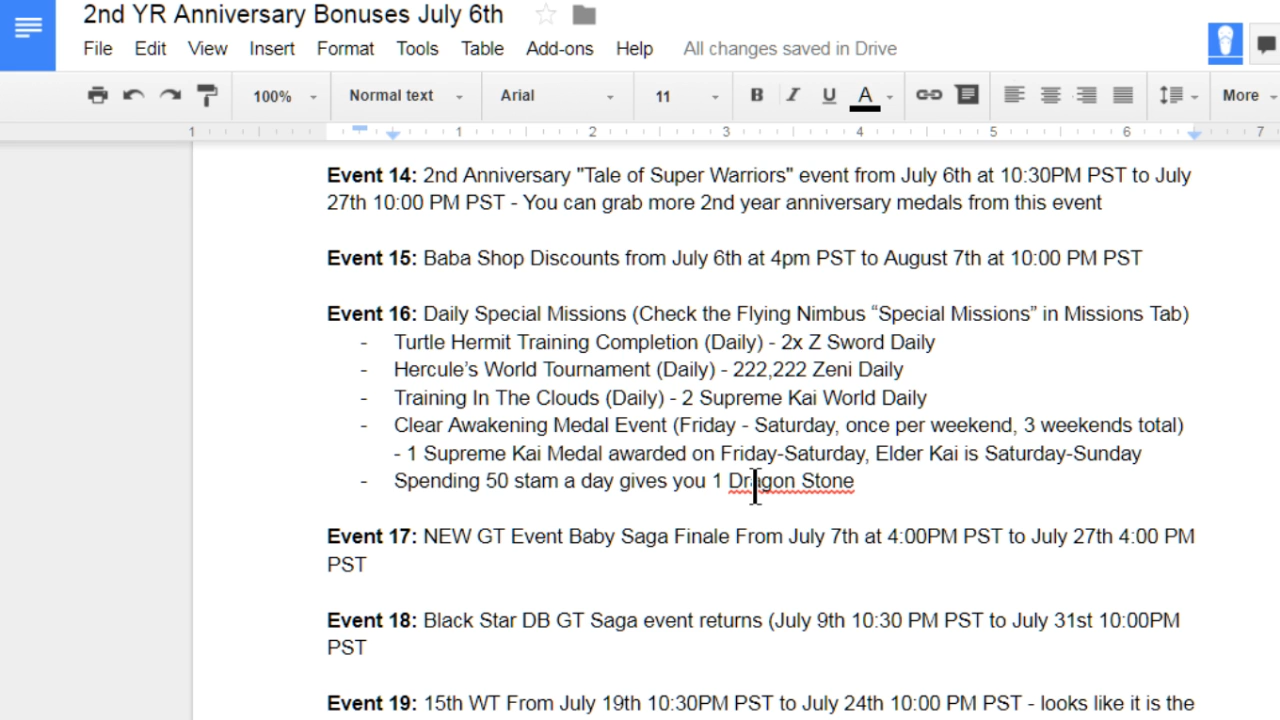 2nd YR Anniversary Bonuses July 6th
File Edit View Insert Format Tools Table Add-ons Help All changes saved in Drive
100% Normal text Arial 11 B I U A More
1 1 2 3 4 5 6 7
Event 14: 2nd Anniversary "Tale of Super Warriors" event from July 6th at 10:30PM PST to July
27th 10:00 PM PST - You can grab more 2nd year anniversary medals from this event
Event 15: Baba Shop Discounts from July 6th at 4pm PST to August 7th at 10:00 PM PST
Event 16: Daily Special Missions (Check the Flying Nimbus “Special Missions” in Missions Tab)
- Turtle Hermit Training Completion (Daily) - 2x Z Sword Daily
- Hercule’s World Tournament (Daily) - 222,222 Zeni Daily
- Training In The Clouds (Daily) - 2 Supreme Kai World Daily
- Clear Awakening Medal Event (Friday - Saturday, once per weekend, 3 weekends total)
- 1 Supreme Kai Medal awarded on Friday-Saturday, Elder Kai is Saturday-Sunday
- Spending 50 stam a day gives you 1 Dragon Stone
Event 17: NEW GT Event Baby Saga Finale From July 7th at 4:00PM PST to July 27th 4:00 PM
PST
Event 18: Black Star DB GT Saga event returns (July 9th 10:30 PM PST to July 31st 10:00PM
PST
Event 19: 15th WT From July 19th 10:30PM PST to July 24th 10:00 PM PST - looks like it is the